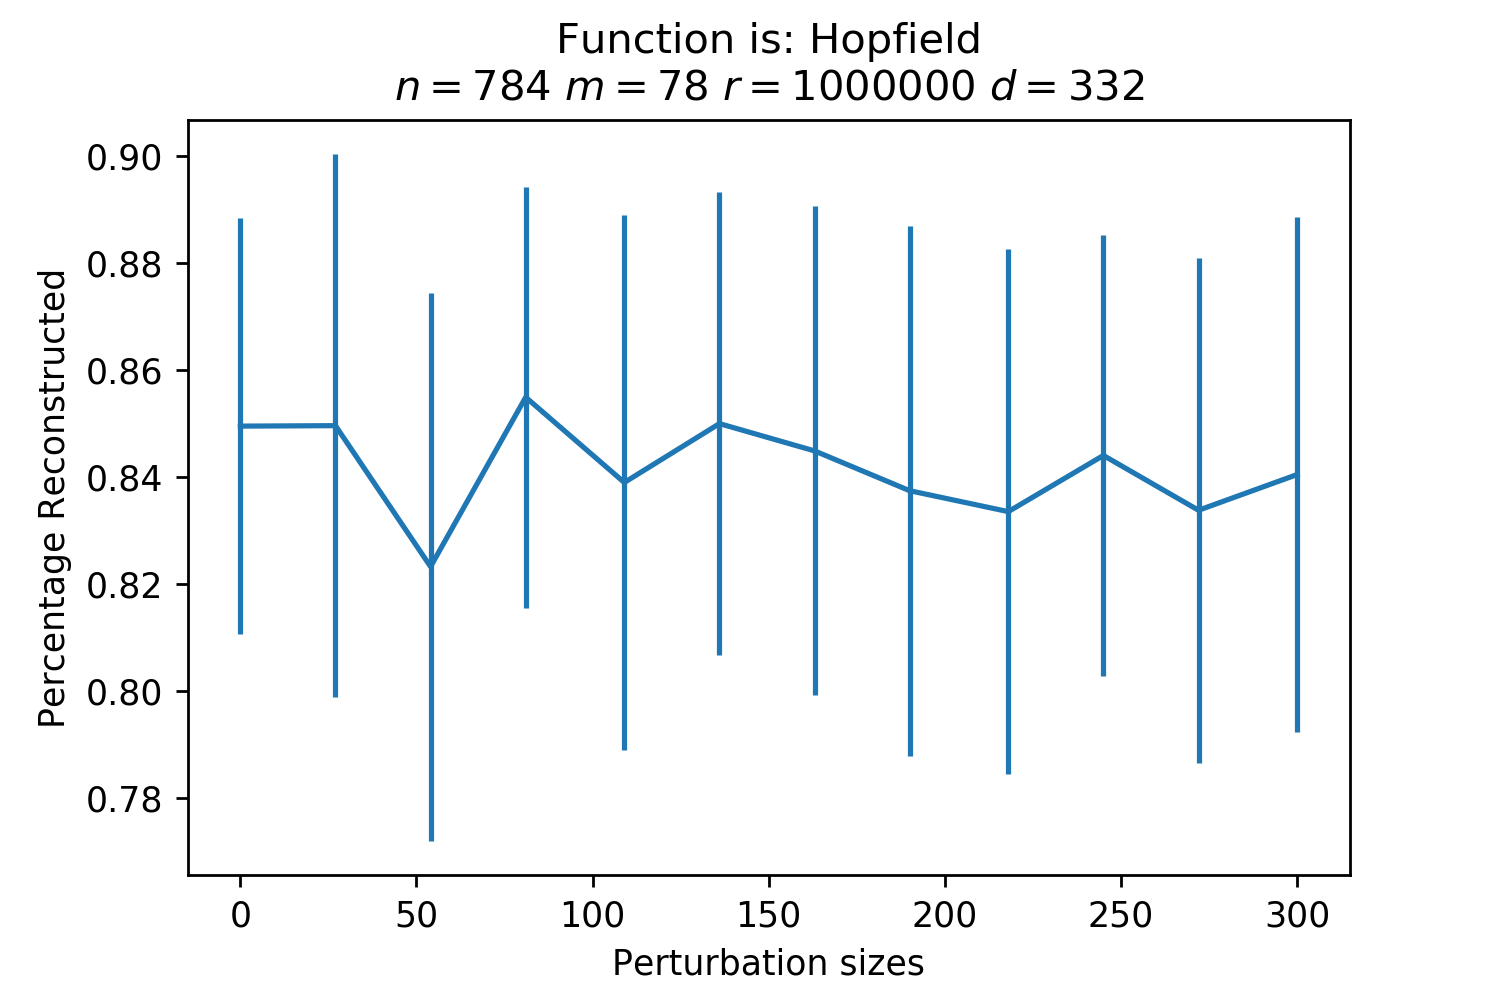 Function is: Hopfield
n = 784 m = 78 r = 1000000 d = 332
Percentage Reconstructed
0.90
0.88
0.86
0.84
0.82
0.80
0.78
0 50 100 150 200 250 300
Perturbation sizes